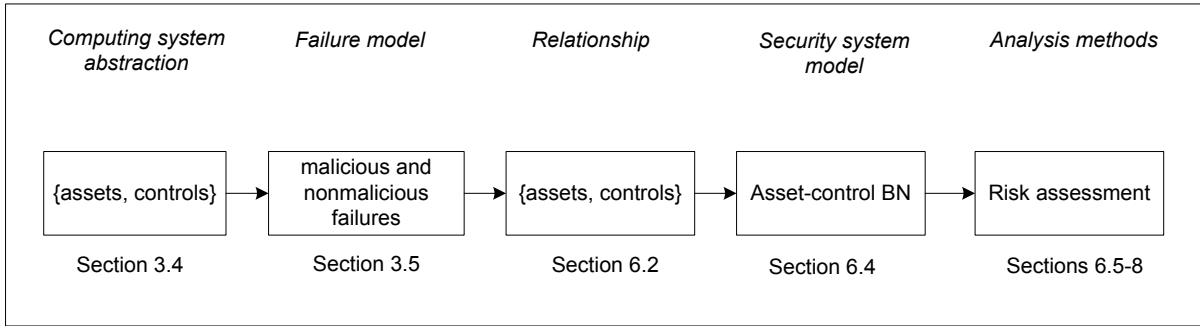 Computing system
abstraction
Failure model
Relationship
Security system
model
Analysis methods
{assets, controls}
malicious and
nonmalicious
failures
{assets, controls}
Asset-control BN
Risk assessment
Section 3.4
Section 3.5
Section 6.2
Section 6.4
Sections 6.5-8